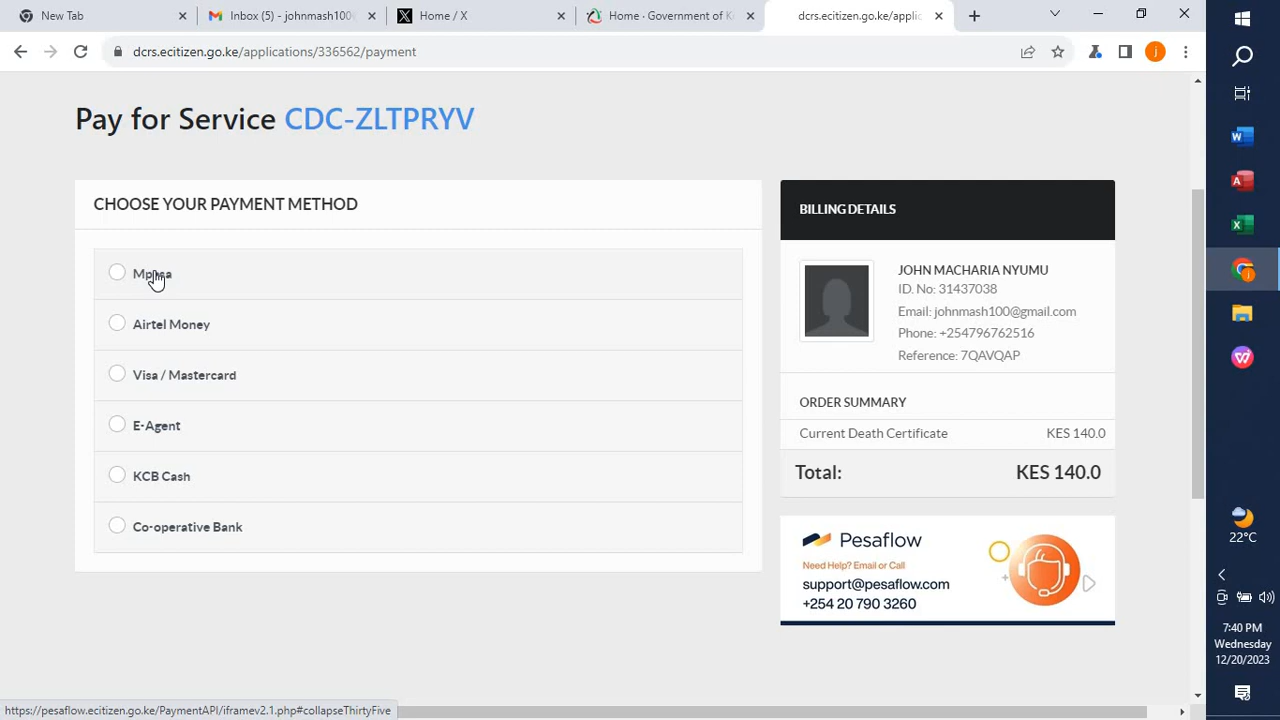 New Tab
Inbox (5) - johnmash100
Home / X
Home · Government of K
dcrs.ecitizen.go.ke/applic
dcrs.ecitizen.go.ke/applications/336562/payment
Pay for Service CDC-ZLTPRYV
CHOOSE YOUR PAYMENT METHOD
Mpesa
Airtel Money
Visa / Mastercard
E-Agent
KCB Cash
Co-operative Bank
BILLING DETAILS
JOHN MACHARIA NYUMU
ID. No: 31437038
Email: johnmash100@gmail.com
Phone: +254796762516
Reference: 7QAVQAP
ORDER SUMMARY
Current Death Certificate KES 140.0
Total: KES 140.0
Pesaflow
Need Help? Email or Call
support@pesaflow.com
+254 20 790 3260
https://pesaflow.ecitizen.go.ke/PaymentAPI/iframev2.1.php#collapseThirtyFive
22°C
7:40 PM
Wednesday
12/20/2023